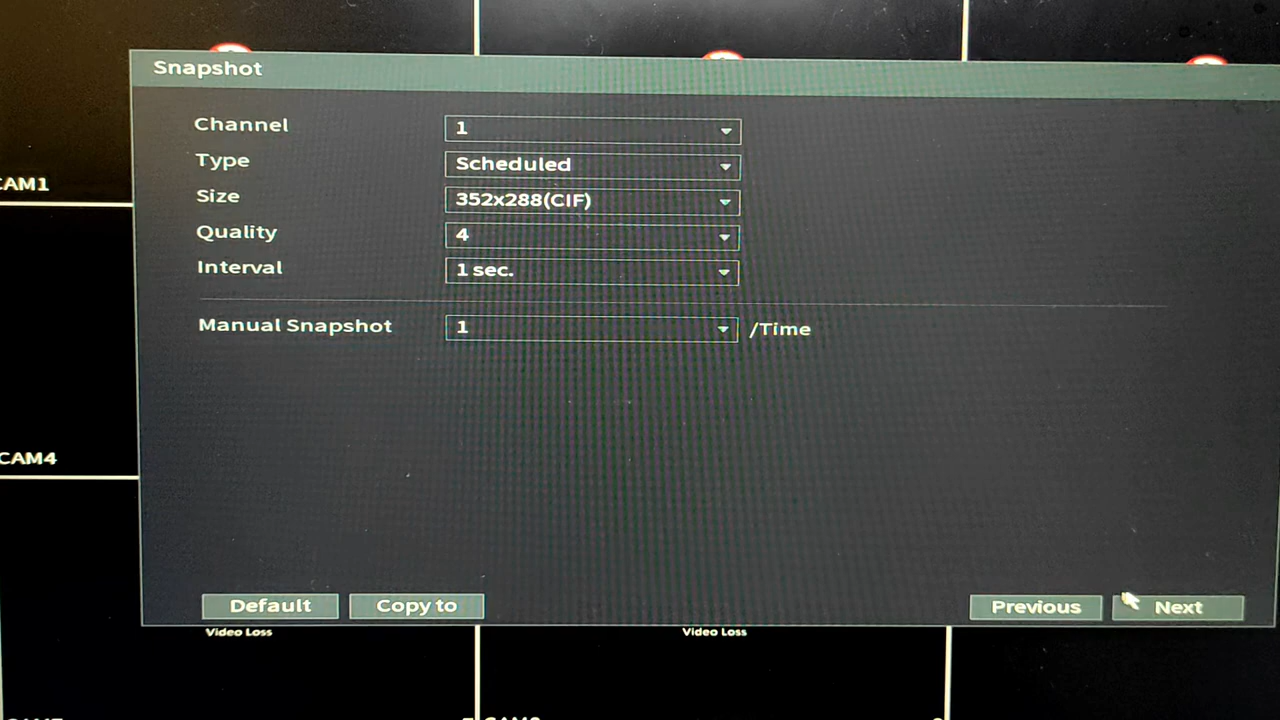 Snapshot
Channel 1
Type Scheduled
Size 352x288(CIF)
Quality 4
Interval 1 sec.
Manual Snapshot 1 /Time
CAM1
CAM4
Default Copy to Previous Next
Video Loss Video Loss